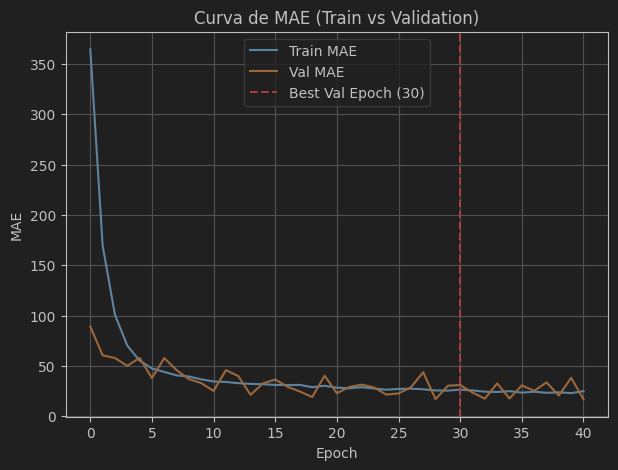 Curva de MAE (Train vs Validation)
Train MAE
Val MAE
Best Val Epoch (30)
MAE
350
300
250
200
150
100
50
0
0 5 10 15 20 25 30 35 40
Epoch